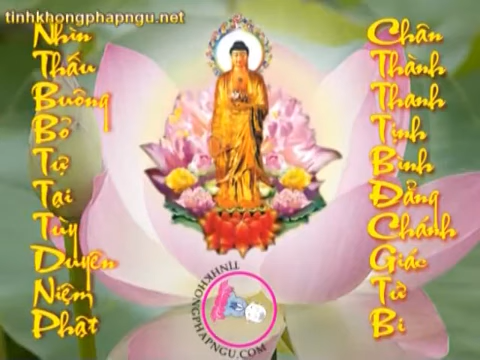 tinhkhongphapngu.net
Nhìn
Thấu
Buông
Bỏ
Tự
Tại
Tùy
Duyên
Niệm
Phật
Chân
Thành
Thanh
Tịnh
Bình
Đẳng
Chánh
Giác
Từ
Bi
TINHKHONGPHAPNGU.COM